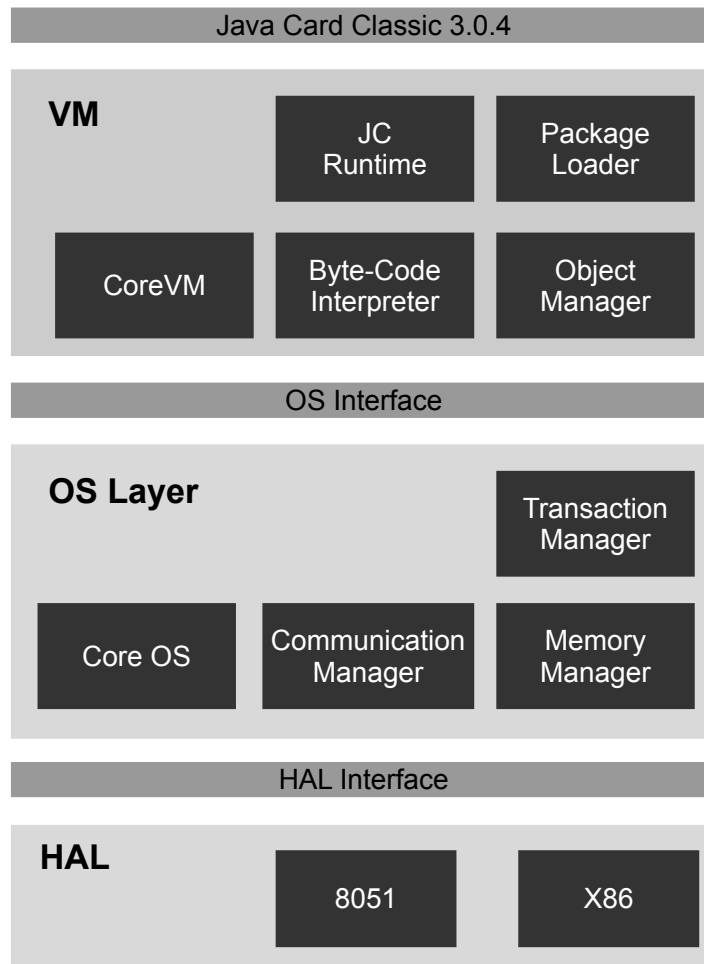 Java Card Classic 3.0.4
VM
JC
Runtime
Package
Loader
CoreVM
Byte-Code
Interpreter
Object
Manager
OS Interface
OS Layer
Transaction
Manager
Core OS
Communication
Manager
Memory
Manager
HAL Interface
HAL
8051
X86